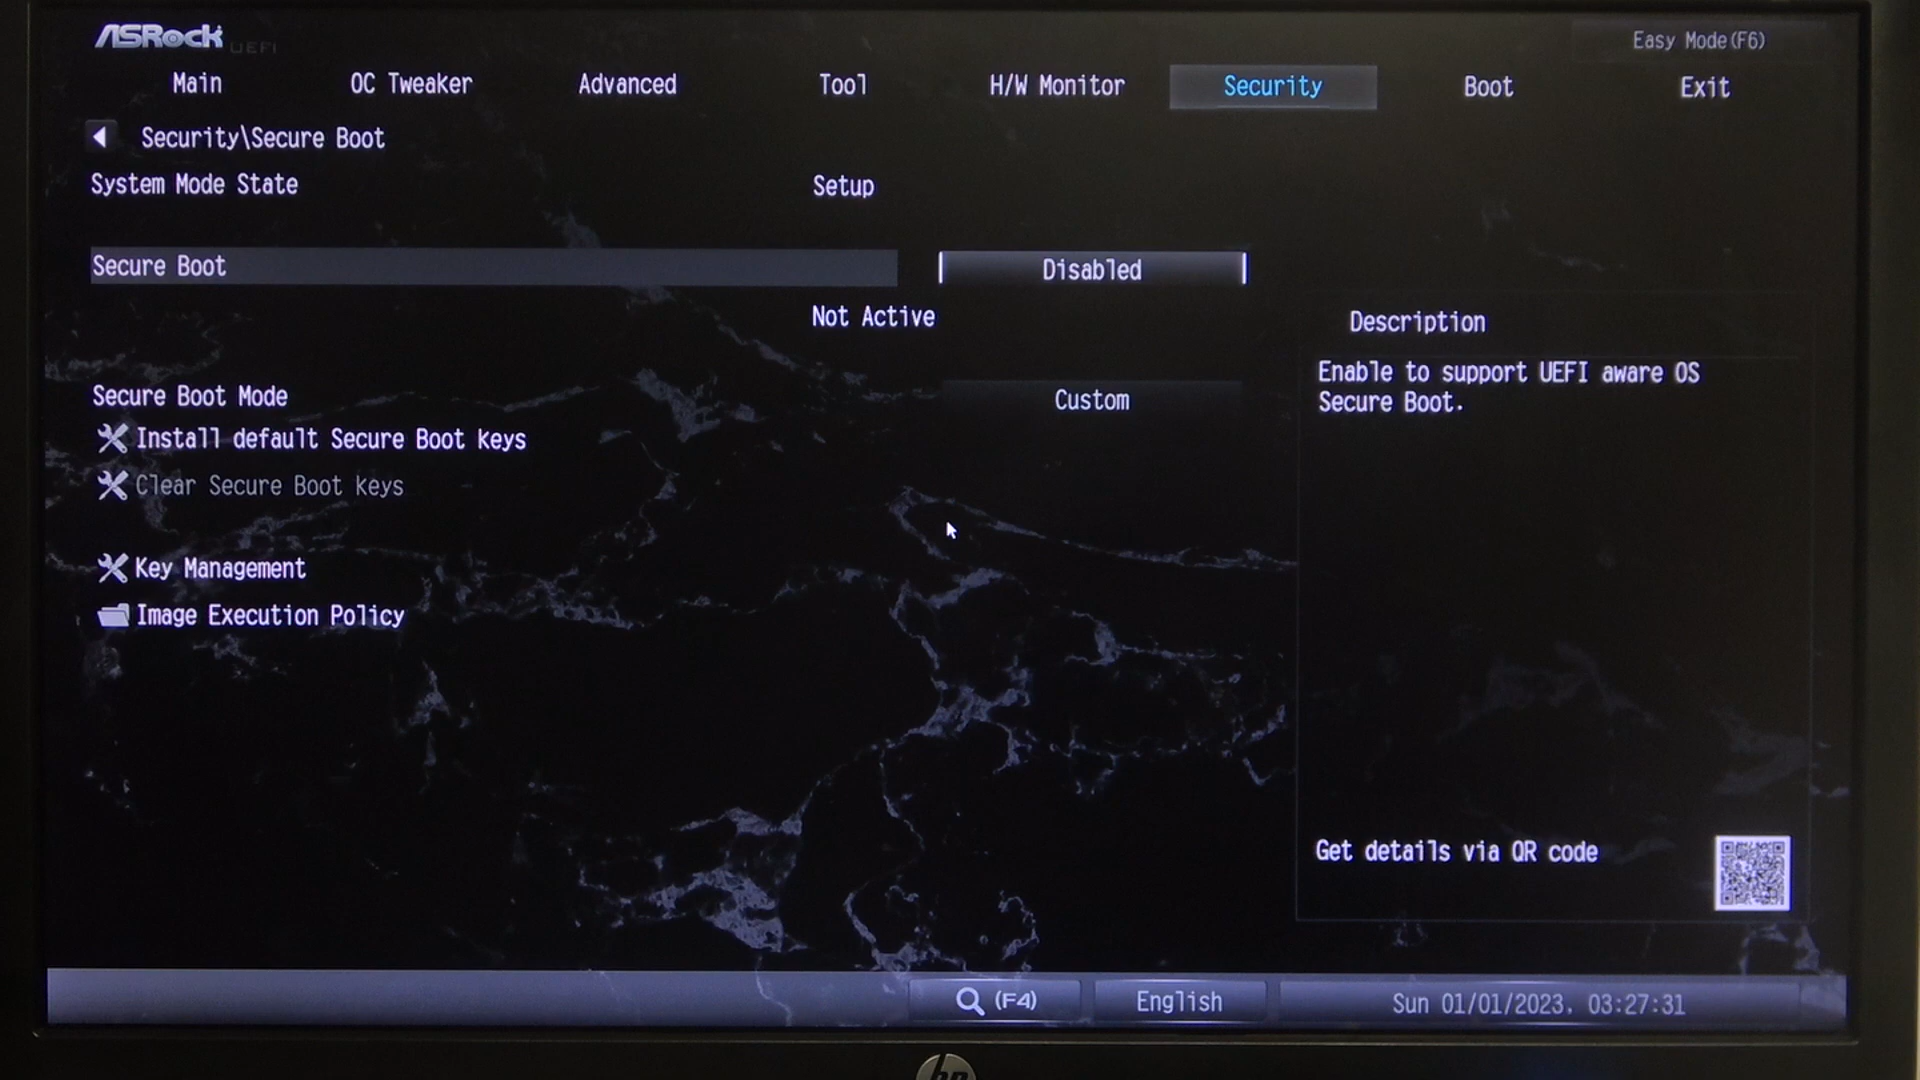 ASRock UEFI
Easy Mode(F6)
Main OC Tweaker Advanced Tool H/W Monitor Security Boot Exit
Security\Secure Boot
System Mode State Setup
Secure Boot Disabled
Not Active
Description
Enable to support UEFI aware OS
Secure Boot.
Secure Boot Mode Custom
Install default Secure Boot keys
Clear Secure Boot keys
Key Management
Image Execution Policy
Get details via QR code
(F4) English Sun 01/01/2023. 03:27:31
hp